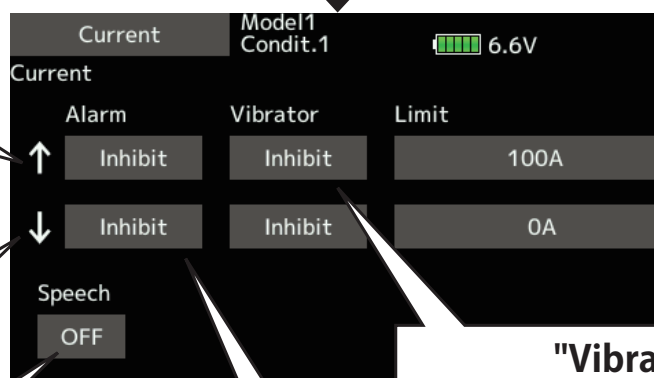 Current Model1
Condit.1 6.6V
Current
Alarm Vibrator Limit
↑ Inhibit Inhibit 100A
↓ Inhibit Inhibit 0A
Speech
OFF
"Vibra